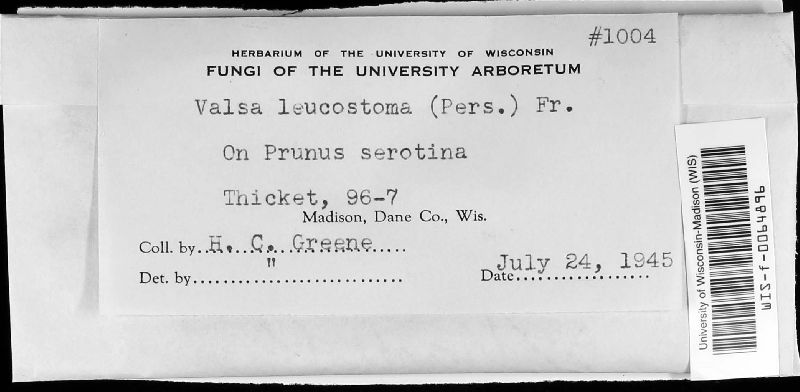 #1004
HERBARIUM OF THE UNIVERSITY OF WISCONSIN
FUNGI OF THE UNIVERSITY ARBORETUM
Valsa leucostoma (Pers.) Fr.
On Prunus serotina
Thicket, 96-7
Madison, Dane Co., Wis.
Coll. by..H. C. Greene.....
Det. by.......".................... Date..July 24, 1945
University of Wisconsin-Madison (WIS)
WIS-f-0064896